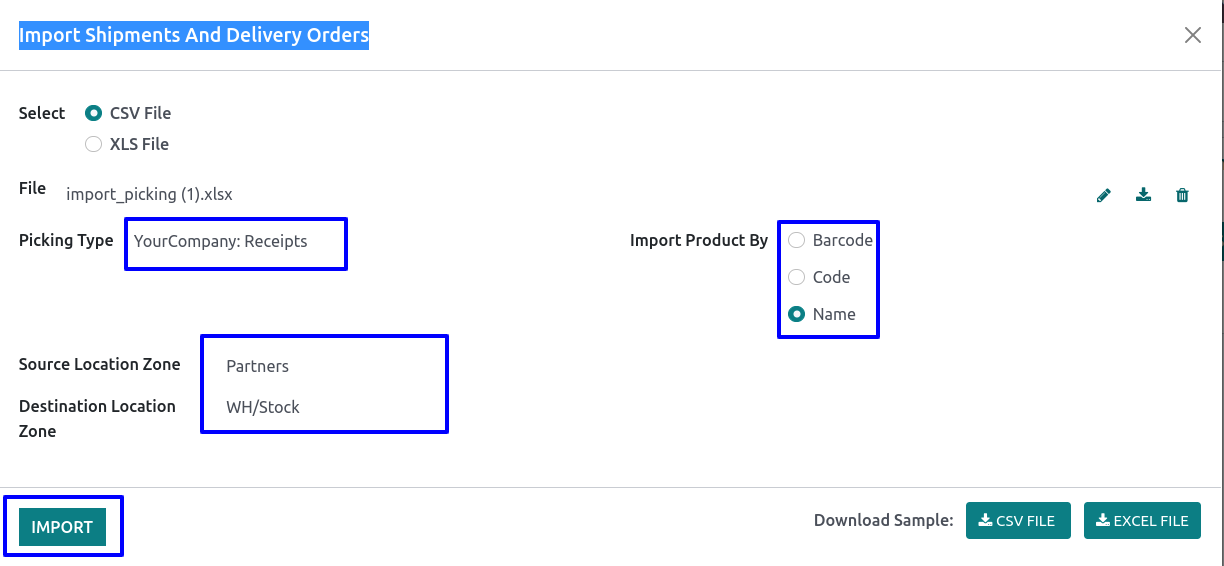 Import Shipments And Delivery Orders
Select
CSV File
XLS File
File
import_picking (1).xlsx
Picking Type
YourCompany: Receipts
Import Product By
Barcode
Code
Name
Source Location Zone
Partners
Destination Location
Zone
WH/Stock
IMPORT
Download Sample:
CSV FILE
EXCEL FILE